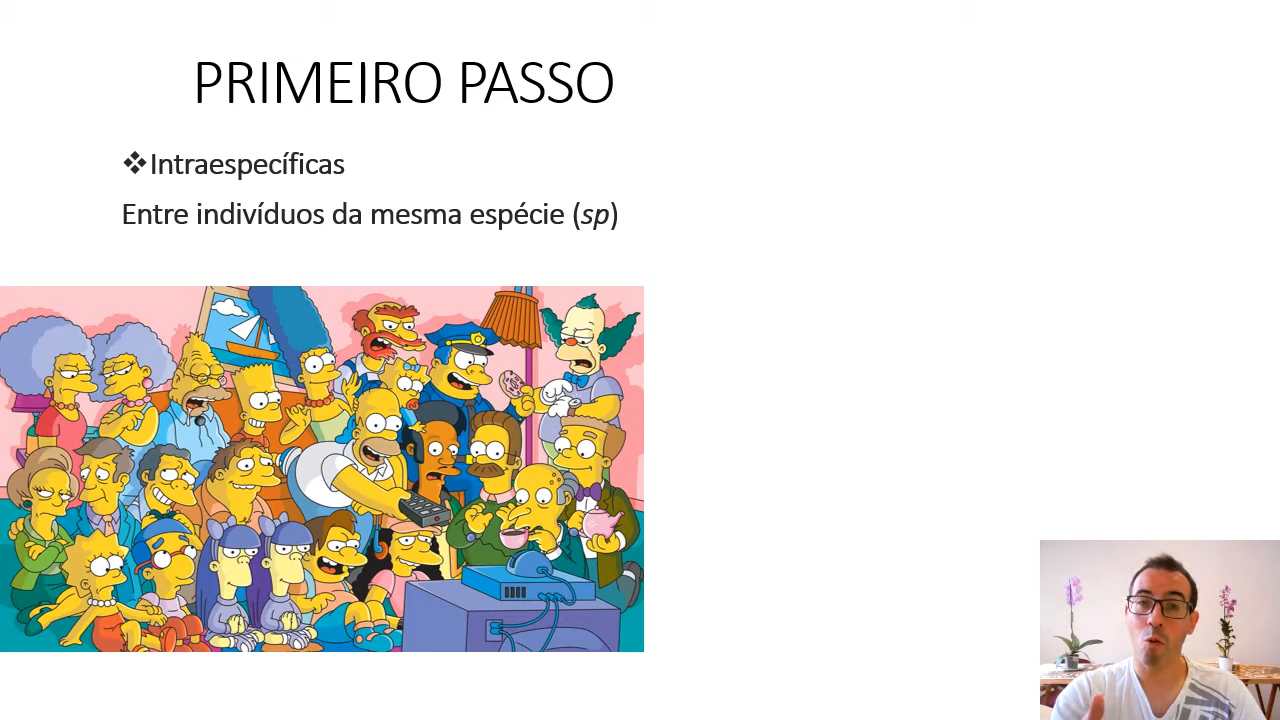 PRIMEIRO PASSO
❖Intraespecíficas
Entre indivíduos da mesma espécie (sp)